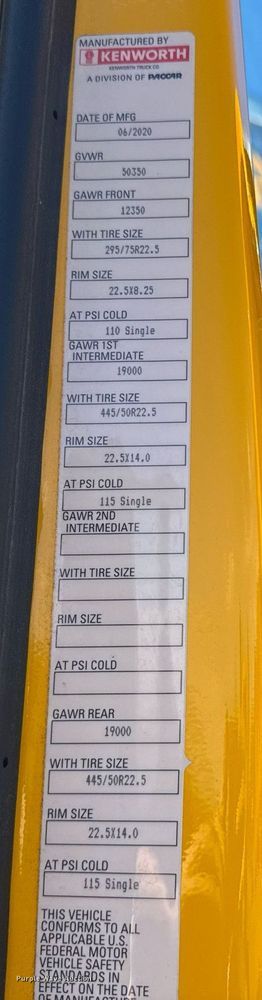 MANUFACTURED BY
KENWORTH
KENWORTH TRUCK CO
A DIVISION OF PACCAR
DATE OF MFG
06/2020
GVWR
50350
GAWR FRONT
12350
WITH TIRE SIZE
295/75R22.5
RIM SIZE
22.5X8.25
AT PSI COLD
110 Single
GAWR 1ST
INTERMEDIATE
19000
WITH TIRE SIZE
445/50R22.5
RIM SIZE
22.5X14.0
AT PSI COLD
115 Single
GAWR 2ND
INTERMEDIATE
WITH TIRE SIZE
RIM SIZE
AT PSI COLD
GAWR REAR
19000
WITH TIRE SIZE
445/50R22.5
RIM SIZE
22.5X14.0
AT PSI COLD
115 Single
THIS VEHICLE
CONFORMS TO ALL
APPLICABLE U.S.
FEDERAL MOTOR
VEHICLE SAFETY
STANDARDS IN
EFFECT ON THE DATE
OF MANUFACTURE